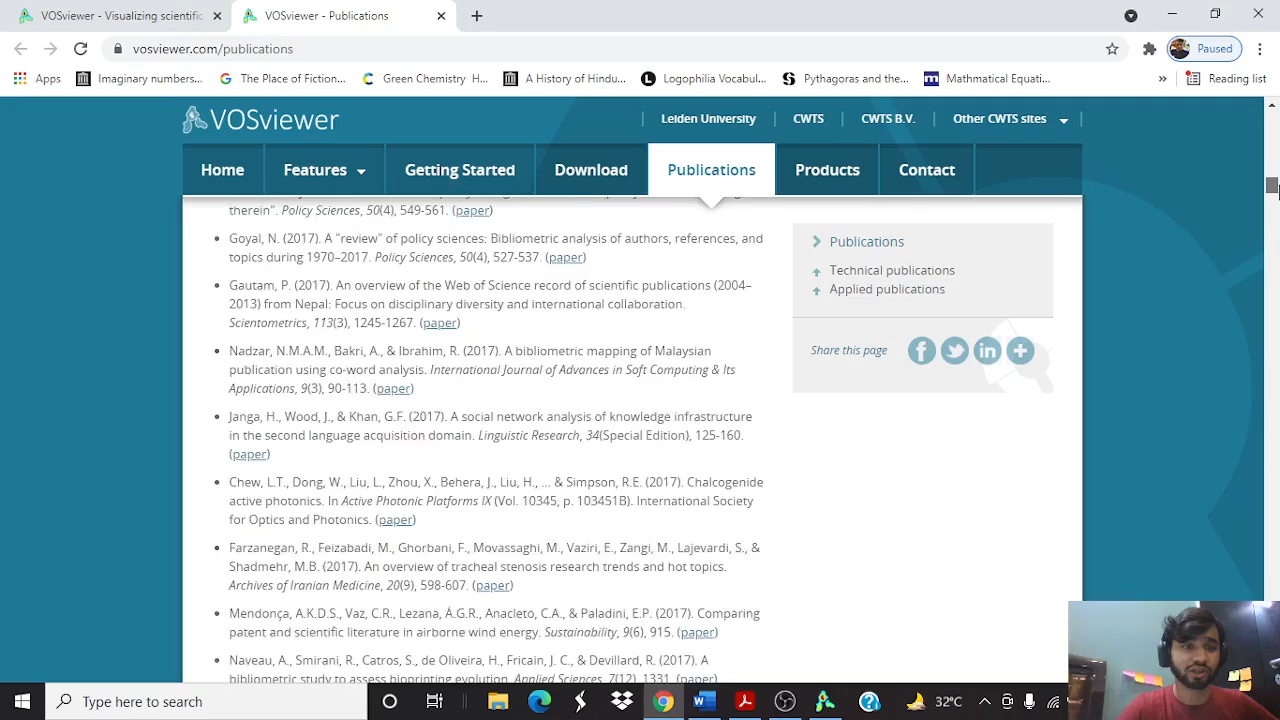 VOSviewer - Visualizing scientific
VOSviewer - Publications
vosviewer.com/publications
Paused
Apps
Imaginary numbers...
The Place of Fiction...
Green Chemistry H...
A History of Hindu...
Logophilia Vocabul...
Pythagoras and the...
Mathmatical Equati...
»
Reading list
VOSviewer
Leiden University
CWTS
CWTS B.V.
Other CWTS sites
Home
Features
Getting Started
Download
Publications
Products
Contact
therein". Policy Sciences, 50(4), 549-561. (paper)
Goyal, N. (2017). A "review" of policy sciences: Bibliometric analysis of authors, references, and
topics during 1970–2017. Policy Sciences, 50(4), 527-537. (paper)
Gautam, P. (2017). An overview of the Web of Science record of scientific publications (2004–
2013) from Nepal: Focus on disciplinary diversity and international collaboration.
Scientometrics, 113(3), 1245-1267. (paper)
Nadzar, N.M.A.M., Bakri, A., & Ibrahim, R. (2017). A bibliometric mapping of Malaysian
publication using co-word analysis. International Journal of Advances in Soft Computing & Its
Applications, 9(3), 90-113. (paper)
Janga, H., Wood, J., & Khan, G.F. (2017). A social network analysis of knowledge infrastructure
in the second language acquisition domain. Linguistic Research, 34(Special Edition), 125-160.
(paper)
Chew, L.T., Dong, W., Liu, L., Zhou, X., Behera, J., Liu, H., ... & Simpson, R.E. (2017). Chalcogenide
active photonics. In Active Photonic Platforms IX (Vol. 10345, p. 103451B). International Society
for Optics and Photonics. (paper)
Farzanegan, R., Feizabadi, M., Ghorbani, F., Movassaghi, M., Vaziri, E., Zangi, M., Lajevardi, S., &
Shadmehr, M.B. (2017). An overview of tracheal stenosis research trends and hot topics.
Archives of Iranian Medicine, 20(9), 598-607. (paper)
Mendonça, A.K.D.S., Vaz, C.R., Lezana, Á.G.R., Anacleto, C.A., & Paladini, E.P. (2017). Comparing
patent and scientific literature in airborne wind energy. Sustainability, 9(6), 915. (paper)
Naveau, A., Smirani, R., Catros, S., de Oliveira, H., Fricain, J. C., & Devillard, R. (2017). A
bibliometric study to assess bioprinting evolution. Applied Sciences, 7(12), 1331. (paper)
Publications
Technical publications
Applied publications
Share this page
Type here to search
32°C